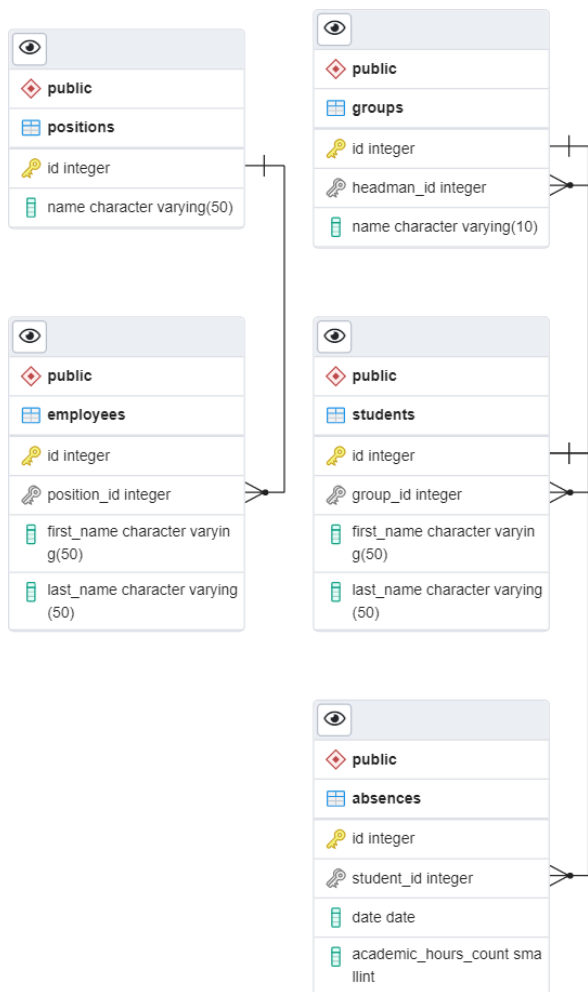 public
positions
id integer
name character varying(50)
public
employees
id integer
position_id integer
first_name character varyin
g(50)
last_name character varying
(50)
public
groups
id integer
headman_id integer
name character varying(10)
public
students
id integer
group_id integer
first_name character varyin
g(50)
last_name character varying
(50)
public
absences
id integer
student_id integer
date date
academic_hours_count sma
llint